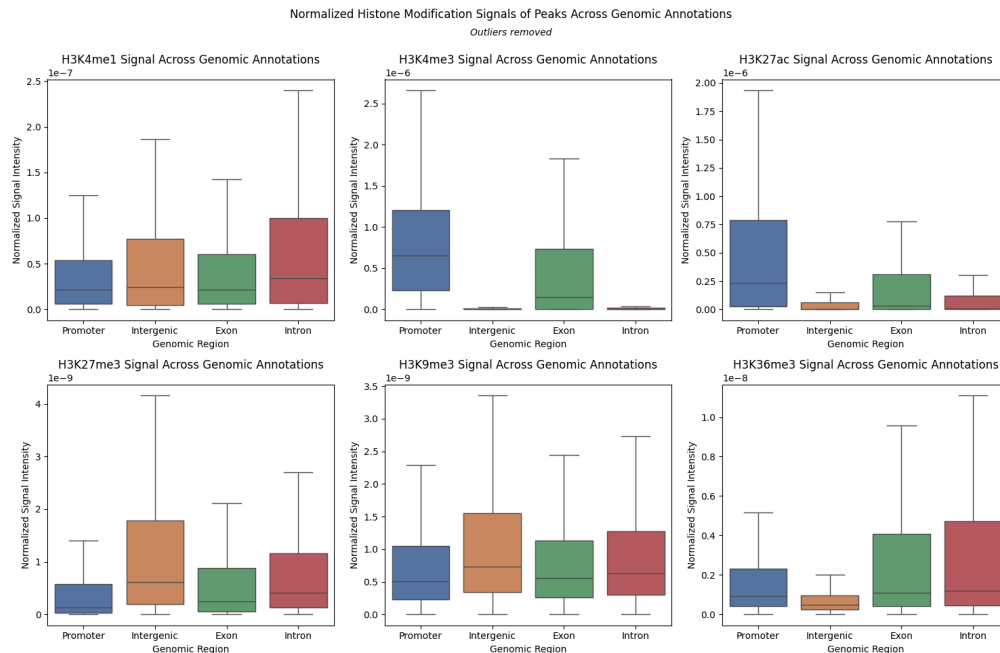 Normalized Histone Modification Signals of Peaks Across Genomic Annotations
Outliers removed
H3K4me1 Signal Across Genomic Annotations
1e−7
2.5
2.0
1.5
1.0
0.5
0.0
Normalized Signal Intensity
Promoter Intergenic Exon Intron
Genomic Region
H3K4me3 Signal Across Genomic Annotations
1e−6
2.5
2.0
1.5
1.0
0.5
0.0
Normalized Signal Intensity
Promoter Intergenic Exon Intron
Genomic Region
H3K27ac Signal Across Genomic Annotations
1e−6
2.00
1.75
1.50
1.25
1.00
0.75
0.50
0.25
0.00
Normalized Signal Intensity
Promoter Intergenic Exon Intron
Genomic Region
H3K27me3 Signal Across Genomic Annotations
1e−9
4
3
2
1
0
Normalized Signal Intensity
Promoter Intergenic Exon Intron
Genomic Region
H3K9me3 Signal Across Genomic Annotations
1e−9
3.5
3.0
2.5
2.0
1.5
1.0
0.5
0.0
Normalized Signal Intensity
Promoter Intergenic Exon Intron
Genomic Region
H3K36me3 Signal Across Genomic Annotations
1e−8
1.0
0.8
0.6
0.4
0.2
0.0
Normalized Signal Intensity
Promoter Intergenic Exon Intron
Genomic Region